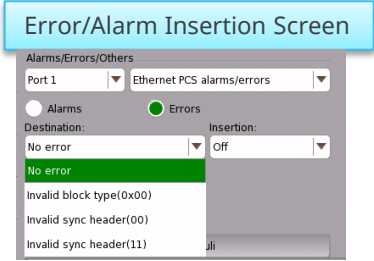 Error/Alarm Insertion Screen
Alarms/Errors/Others
Port 1 Ethernet PCS alarms/errors
Alarms Errors
Destination: Insertion:
No error Off
No error
Invalid block type(0x00)
Invalid sync header(00)
Invalid sync header(11)